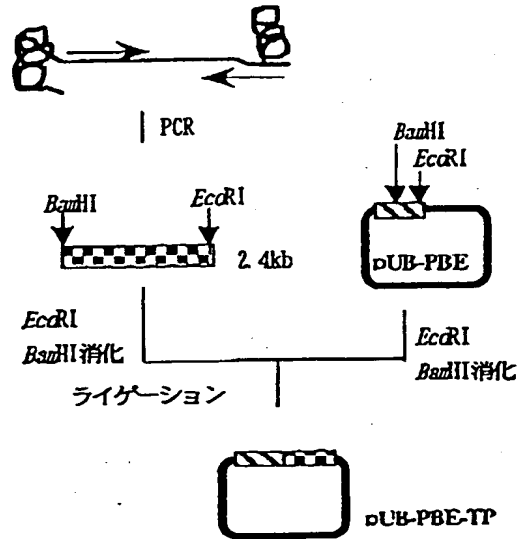 PCR
BamHI
EcoRI
BamHI
EcoRI
2.4kb
pUB-PBE
EcoRI
BamHI消化
EcoRI
BamHI消化
ライゲーション
pUB-PBE-TP